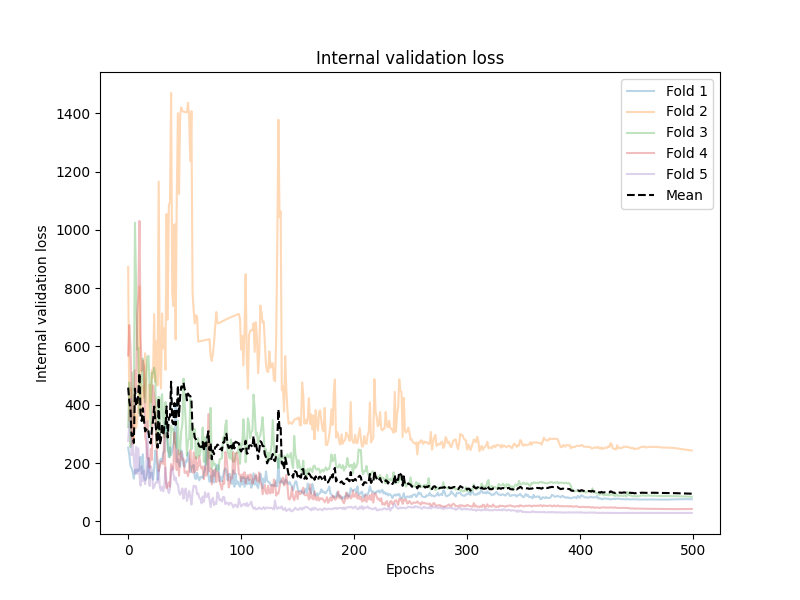 Internal validation loss
Fold 1
Fold 2
Fold 3
Fold 4
Fold 5
Mean
Internal validation loss
1400
1200
1000
800
600
400
200
0
0 100 200 300 400 500
Epochs